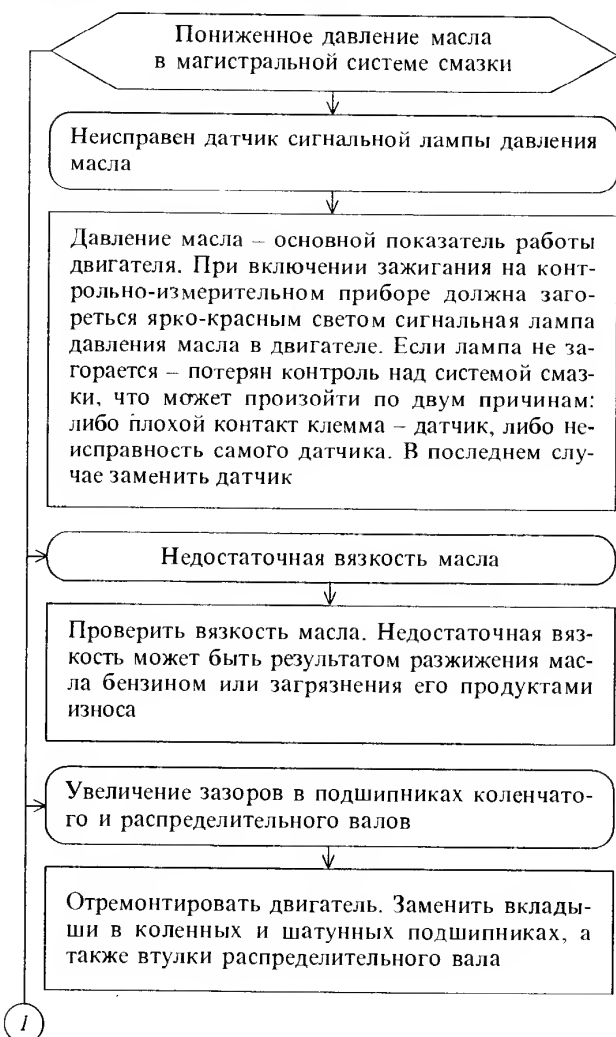 Пониженное давление масла
в магистральной системе смазки
Неисправен датчик сигнальной лампы давления
масла
Давление масла – основной показатель работы
двигателя. При включении зажигания на конт-
рольно-измерительном приборе должна заго-
реться ярко-красным светом сигнальная лампа
давления масла в двигателе. Если лампа не за-
горается – потерян контроль над системой смаз-
ки, что может произойти по двум причинам:
либо плохой контакт клемма – датчик, либо не-
исправность самого датчика. В последнем слу-
чае заменить датчик
Недостаточная вязкость масла
Проверить вязкость масла. Недостаточная вяз-
кость может быть результатом разжижения мас-
ла бензином или загрязнения его продуктами
износа
Увеличение зазоров в подшипниках коленчато-
го и распределительного валов
Отремонтировать двигатель. Заменить вклады-
ши в коленных и шатунных подшипниках, а
также втулки распределительного вала
1